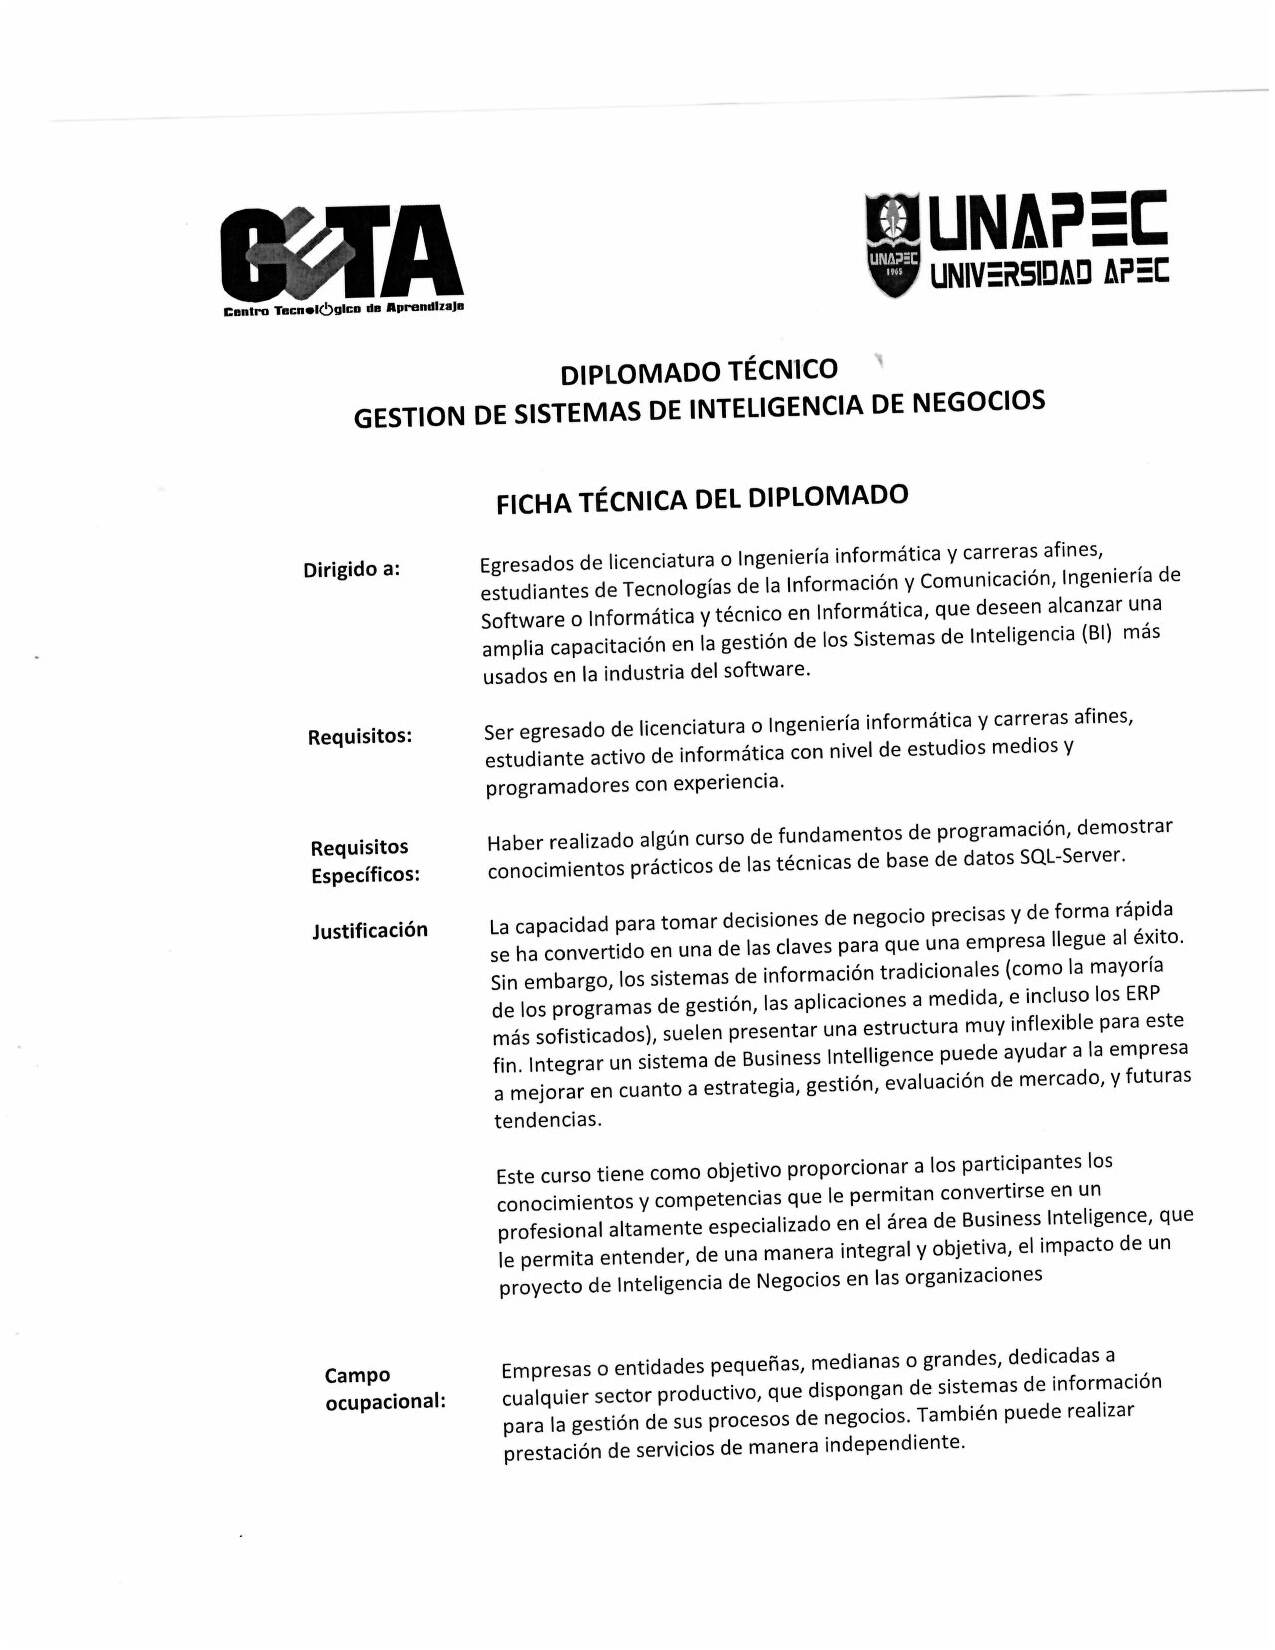 CETA
Centro Tecnológico de Aprendizaje
UNAPEC
UNIVERSIDAD APEC
UNAPEC
1965
DIPLOMADO TÉCNICO
GESTION DE SISTEMAS DE INTELIGENCIA DE NEGOCIOS
FICHA TÉCNICA DEL DIPLOMADO
Dirigido a:
Egresados de licenciatura o Ingeniería informática y carreras afines,
estudiantes de Tecnologías de la Información y Comunicación, Ingeniería de
Software o Informática y técnico en Informática, que deseen alcanzar una
amplia capacitación en la gestión de los Sistemas de Inteligencia (BI) más
usados en la industria del software.
Requisitos:
Ser egresado de licenciatura o Ingeniería informática y carreras afines,
estudiante activo de informática con nivel de estudios medios y
programadores con experiencia.
Requisitos
Específicos:
Haber realizado algún curso de fundamentos de programación, demostrar
conocimientos prácticos de las técnicas de base de datos SQL-Server.
Justificación
La capacidad para tomar decisiones de negocio precisas y de forma rápida
se ha convertido en una de las claves para que una empresa llegue al éxito.
Sin embargo, los sistemas de información tradicionales (como la mayoría
de los programas de gestión, las aplicaciones a medida, e incluso los ERP
más sofisticados), suelen presentar una estructura muy inflexible para este
fin. Integrar un sistema de Business Intelligence puede ayudar a la empresa
a mejorar en cuanto a estrategia, gestión, evaluación de mercado, y futuras
tendencias.
Este curso tiene como objetivo proporcionar a los participantes los
conocimientos y competencias que le permitan convertirse en un
profesional altamente especializado en el área de Business Inteligence, que
le permita entender, de una manera integral y objetiva, el impacto de un
proyecto de Inteligencia de Negocios en las organizaciones
Campo
ocupacional:
Empresas o entidades pequeñas, medianas o grandes, dedicadas a
cualquier sector productivo, que dispongan de sistemas de información
para la gestión de sus procesos de negocios. También puede realizar
prestación de servicios de manera independiente.